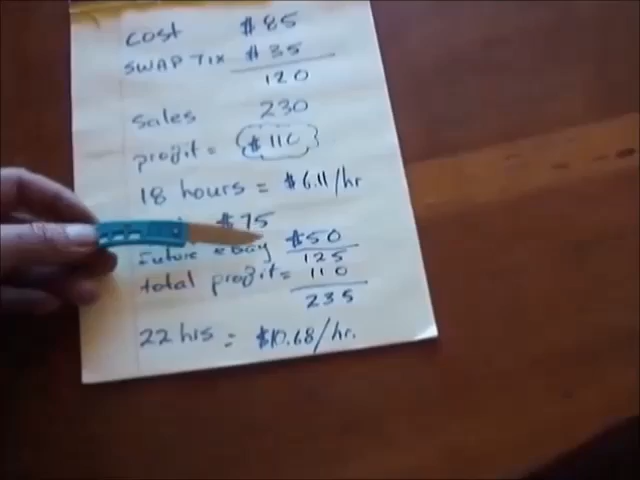 cost $85
SWAP TIX $35
120
sales 230
profit = $110
18 hours = $6.11/hr
$75
Future ebay $50
125
total profit = 110
235
22 hrs = $10.68/hr.